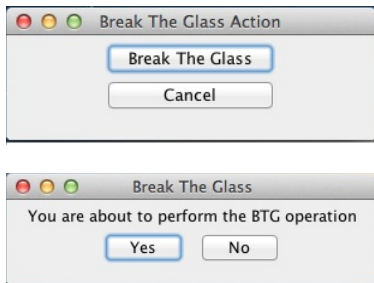 Break The Glass Action
Break The Glass
Cancel
Break The Glass
You are about to perform the BTG operation
Yes No